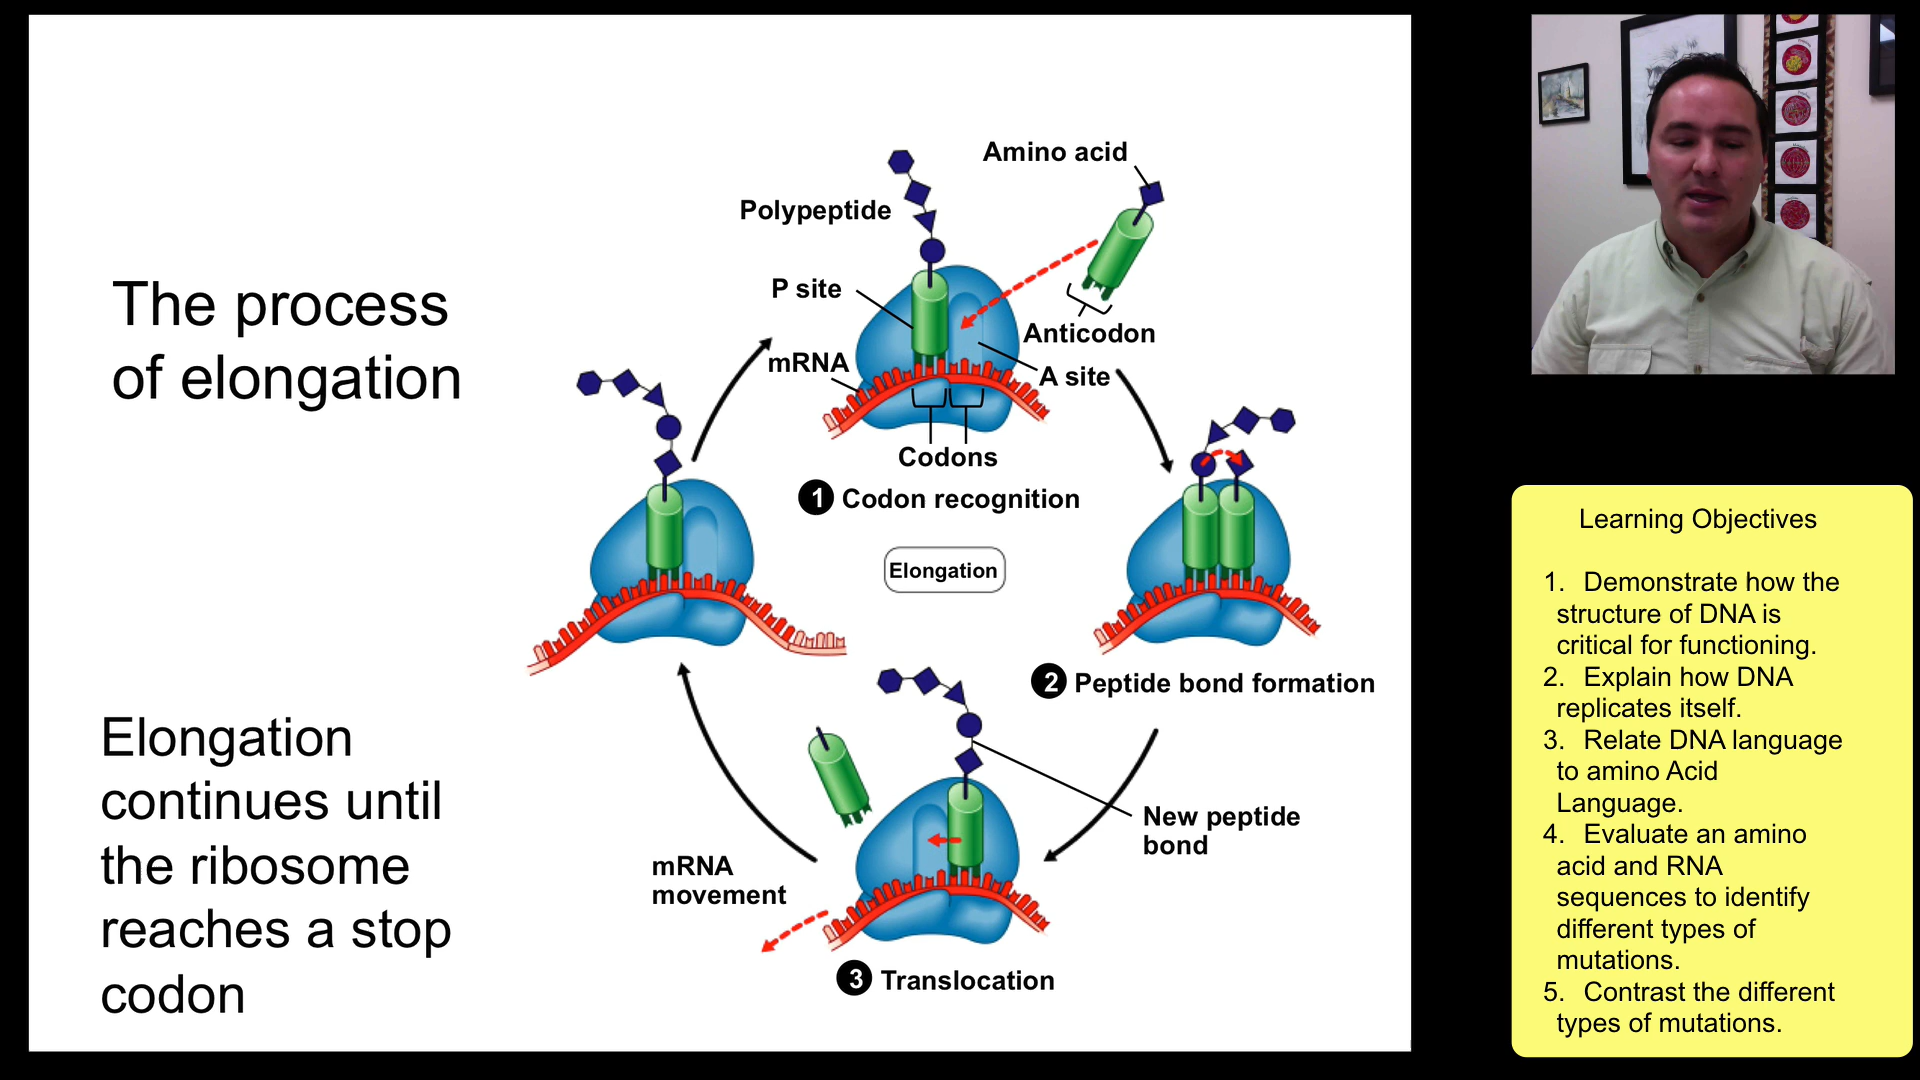 The process
of elongation
Elongation
continues until
the ribosome
reaches a stop
codon
Amino acid
Polypeptide
P site
Anticodon
mRNA
A site
Codons
1 Codon recognition
Elongation
2 Peptide bond formation
New peptide
bond
mRNA
movement
3 Translocation
Learning Objectives
1. Demonstrate how the
structure of DNA is
critical for functioning.
2. Explain how DNA
replicates itself.
3. Relate DNA language
to amino Acid
Language.
4. Evaluate an amino
acid and RNA
sequences to identify
different types of
mutations.
5. Contrast the different
types of mutations.